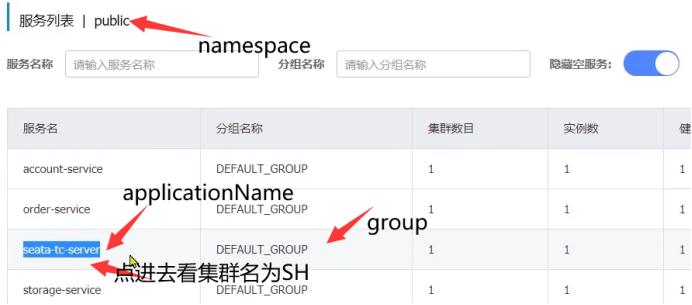 服务列表 | public
namespace
服务名称 请输入服务名称 分组名称 请输入分组名称 隐藏空服务:
服务名 分组名称 集群数目 实例数 健
account-service DEFAULT_GROUP 1 1 1
applicationName
group
order-service DEFAULT_GROUP 1 1 1
seata-tc-server DEFAULT_GROUP 1 1 1
点进去看集群名为SH
storage-service DEFAULT_GROUP 1 1 1